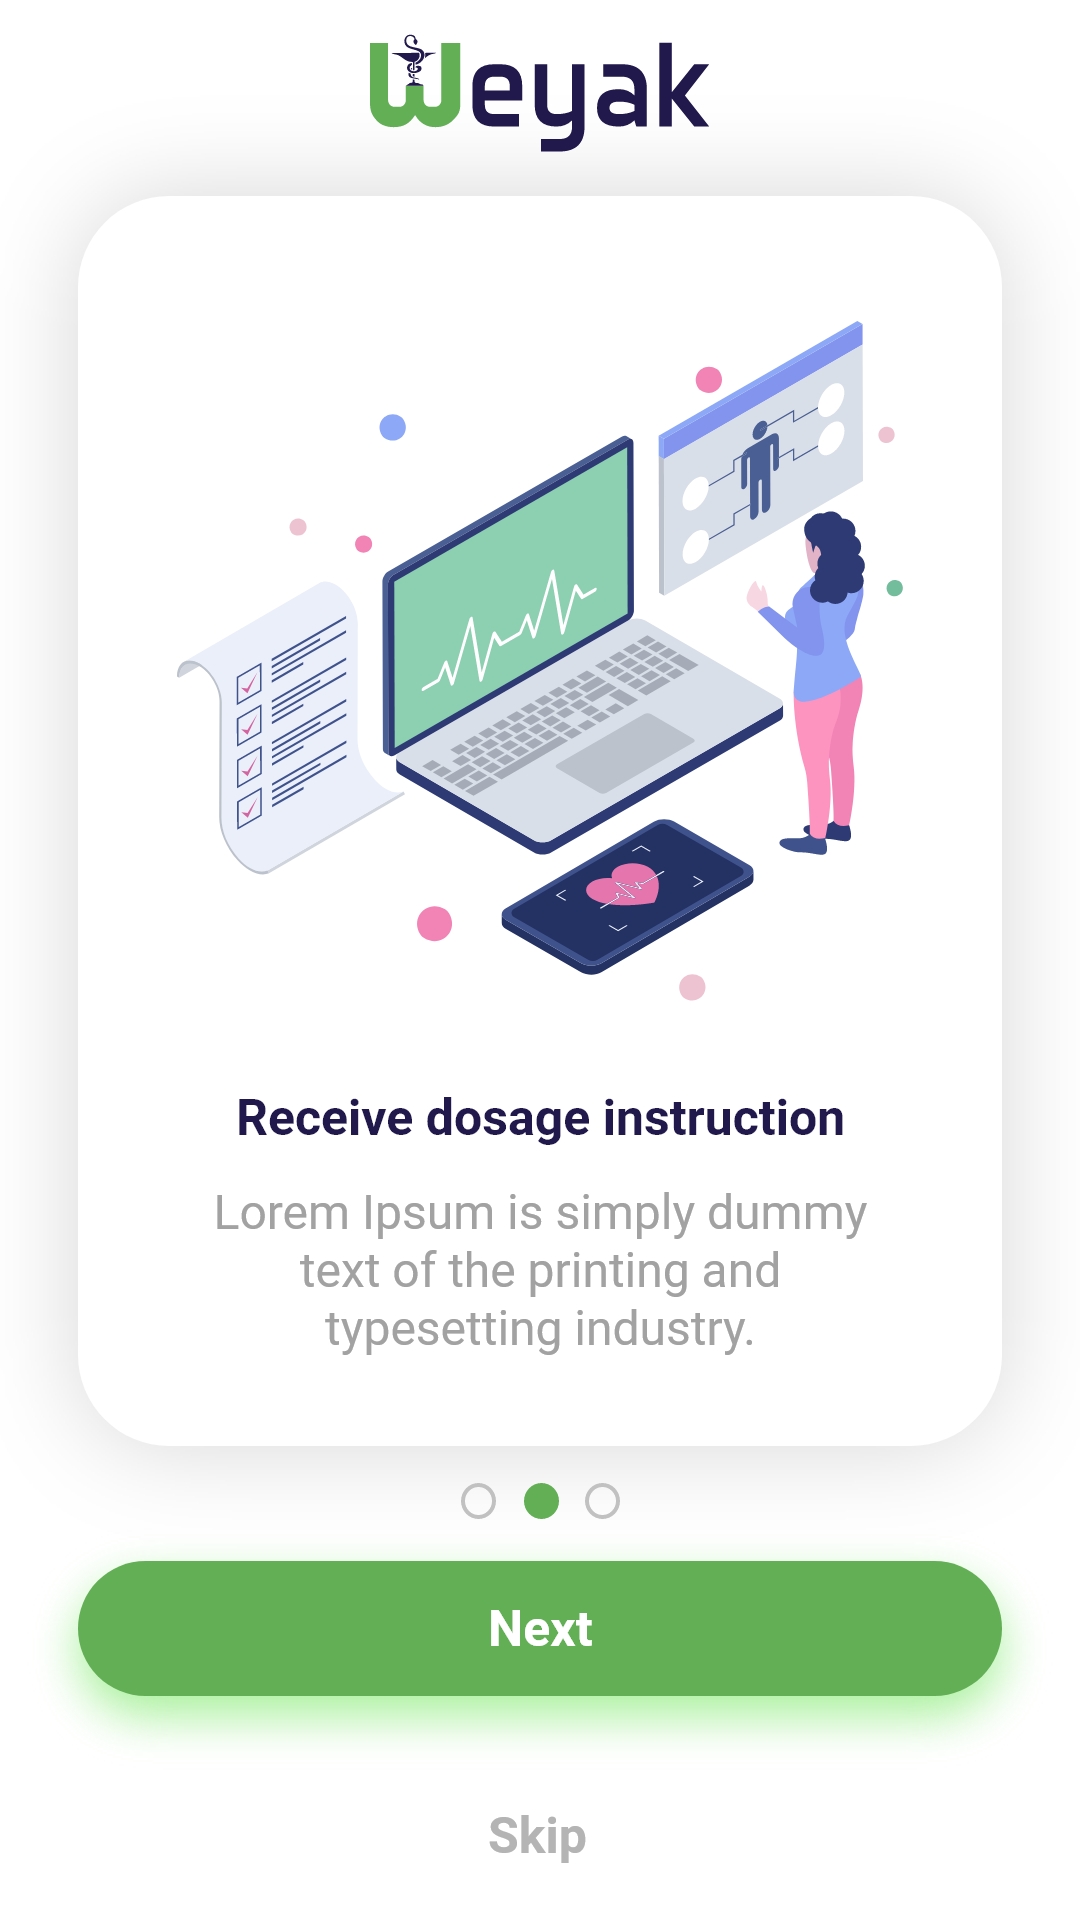 Weyak
Receive dosage instruction
Lorem Ipsum is simply dummy
text of the printing and
typesetting industry.
Next
Skip